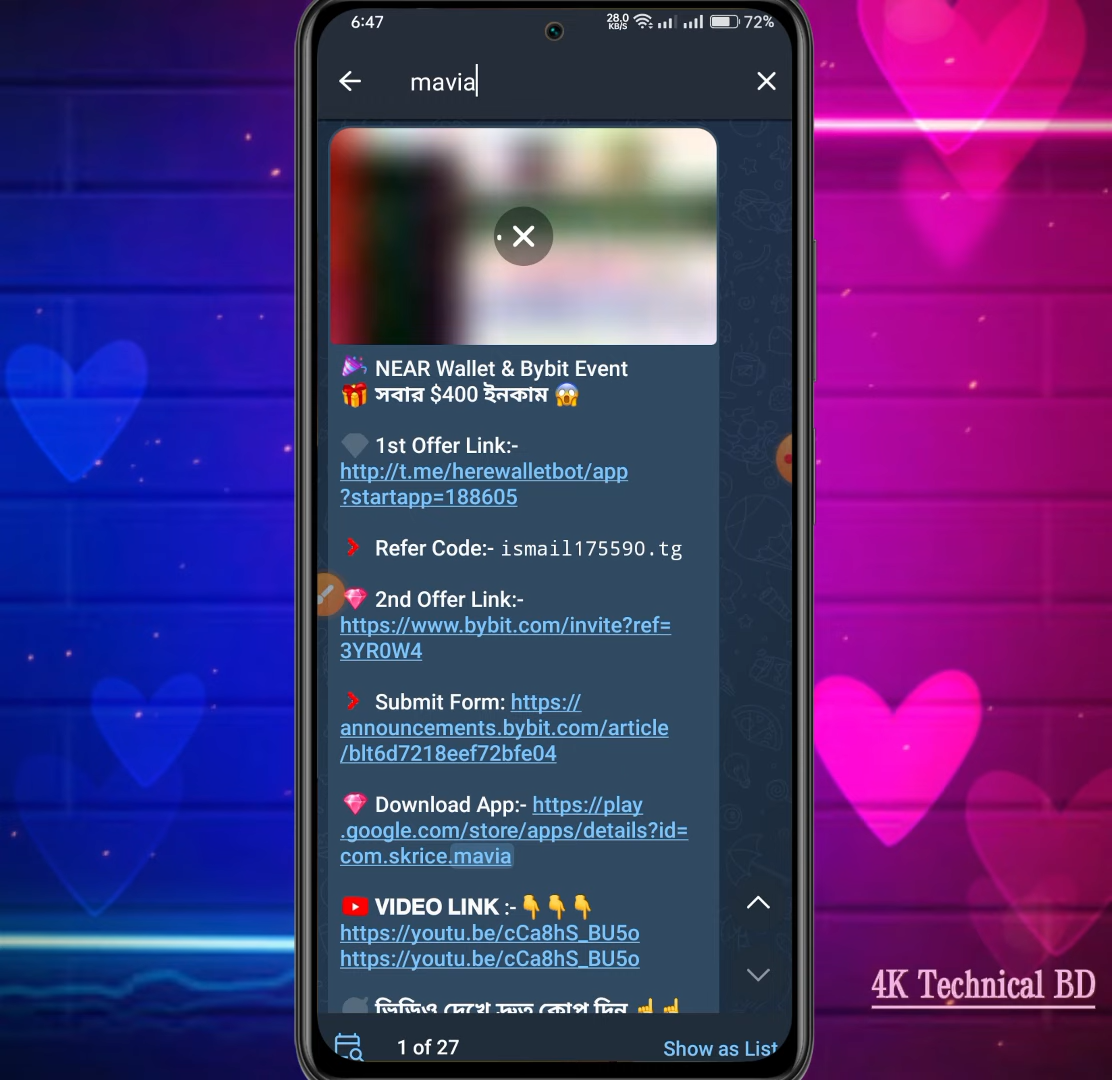 6:47
28.0
KB/S
72%
mavia
🎉 NEAR Wallet & Bybit Event
🎁 সবার $400 ইনকাম 😱
1st Offer Link:-
http://t.me/herewalletbot/app
?startapp=188605
Refer Code:- ismail175590.tg
2nd Offer Link:-
https://www.bybit.com/invite?ref=
3YR0W4
Submit Form: https://
announcements.bybit.com/article
/blt6d7218eef72bfe04
Download App:- https://play
.google.com/store/apps/details?id=
com.skrice.mavia
VIDEO LINK :- 👇👇👇
https://youtu.be/cCa8hS_BU5o
https://youtu.be/cCa8hS_BU5o
ভিডিও দেখে দ্রুত কোপ দিন ☝☝
1 of 27
Show as List
4K Technical BD